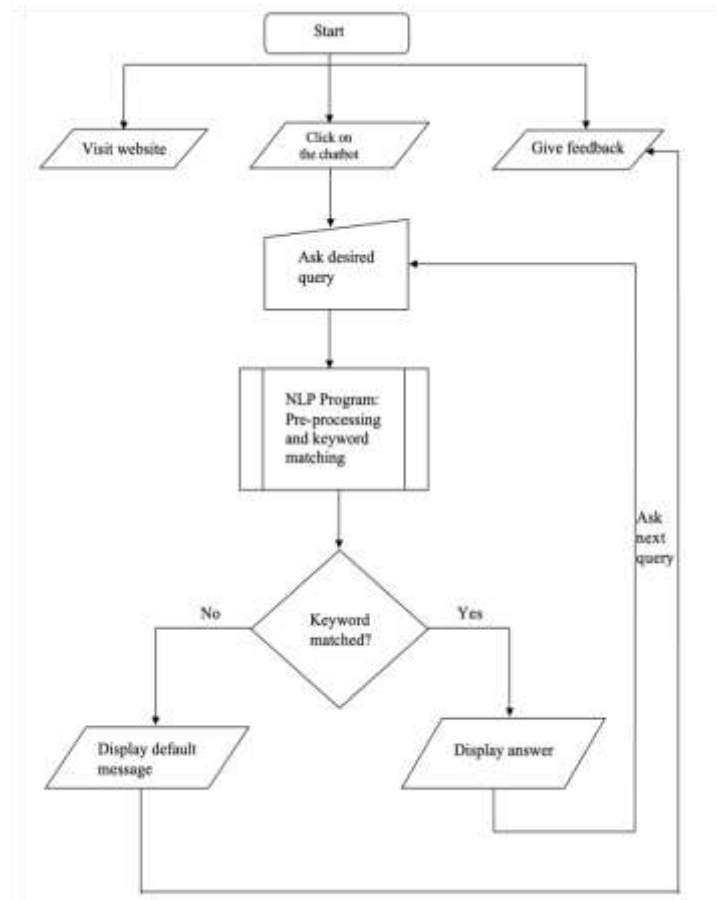 Start
Visit website
Click on
the chatbot
Give feedback
Ask desired
query
NLP Program:
Pre-processing
and keyword
matching
Ask
next
query
No
Keyword
matched?
Yes
Display default
message
Display answer